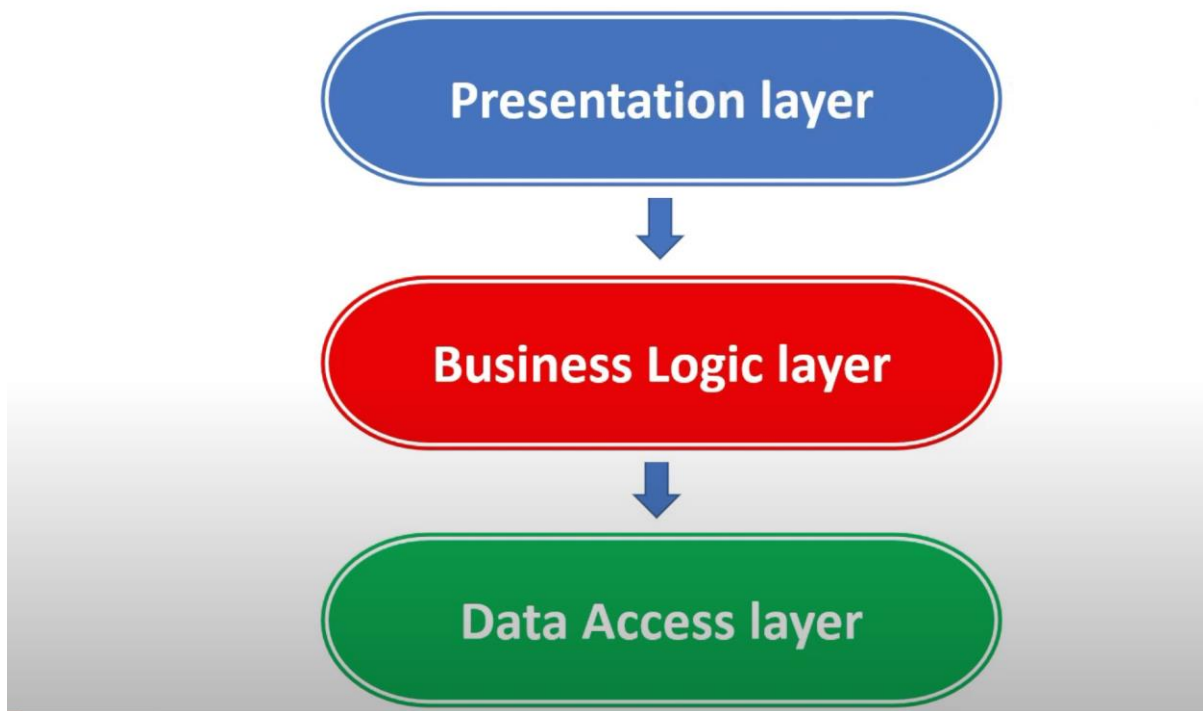 Presentation layer
Business Logic layer
Data Access layer